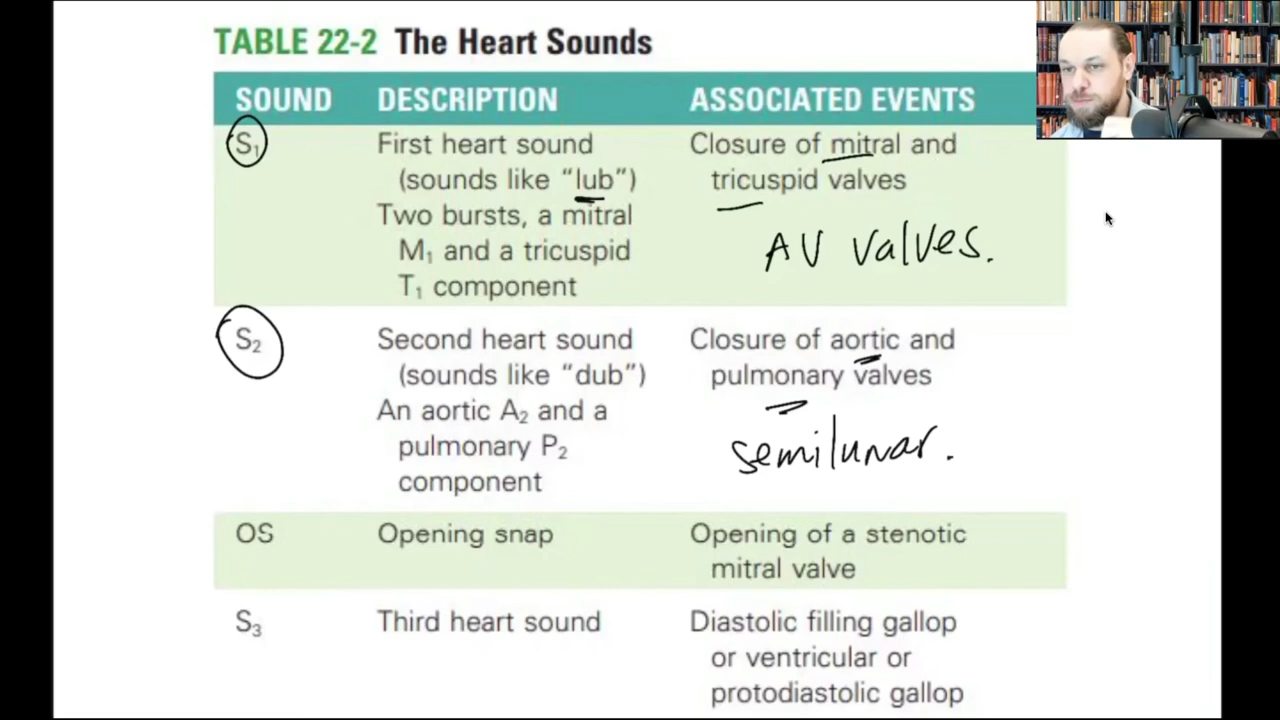 TABLE 22-2 The Heart Sounds
SOUND DESCRIPTION ASSOCIATED EVENTS
S₁ First heart sound Closure of mitral and
(sounds like “lub”) tricuspid valves
Two bursts, a mitral
M₁ and a tricuspid AV valves.
T₁ component
S₂ Second heart sound Closure of aortic and
(sounds like “dub”) pulmonary valves
An aortic A₂ and a
pulmonary P₂ semilunar.
component
OS Opening snap Opening of a stenotic
mitral valve
S₃ Third heart sound Diastolic filling gallop
or ventricular or
protodiastolic gallop